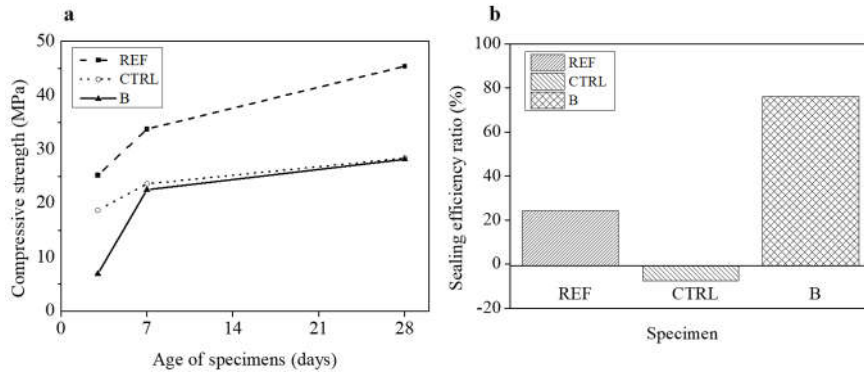 a
50
40
30
20
10
0
REF
CTRL
B
Compressive strength (MPa)
0
7
14
21
28
Age of specimens (days)
b
100
80
60
40
20
0
-20
REF
CTRL
B
Sealing efficiency ratio (%)
REF
CTRL
B
Specimen